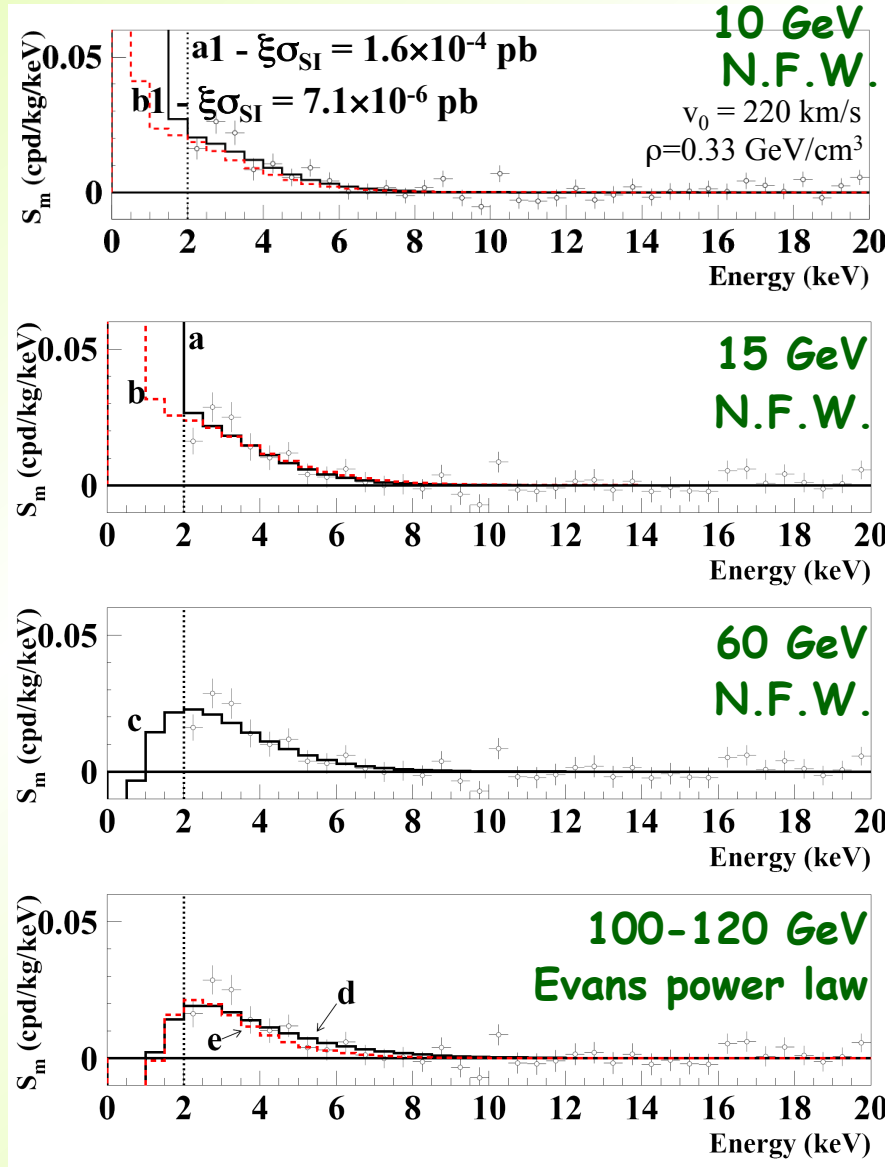 10 GeV
N.F.W.
v₀ = 220 km/s
ρ=0.33 GeV/cm³
a1 - ξσSI = 1.6×10⁻⁴ pb
b1 - ξσSI = 7.1×10⁻⁶ pb
Sm (cpd/kg/keV)
0.05
0
0 2 4 6 8 10 12 14 16 18 20
Energy (keV)
15 GeV
N.F.W.
a
b
Sm (cpd/kg/keV)
0.05
0
0 2 4 6 8 10 12 14 16 18 20
Energy (keV)
60 GeV
N.F.W.
c
Sm (cpd/kg/keV)
0.05
0
0 2 4 6 8 10 12 14 16 18 20
Energy (keV)
100-120 GeV
Evans power law
d
e
Sm (cpd/kg/keV)
0.05
0
0 2 4 6 8 10 12 14 16 18 20
Energy (keV)